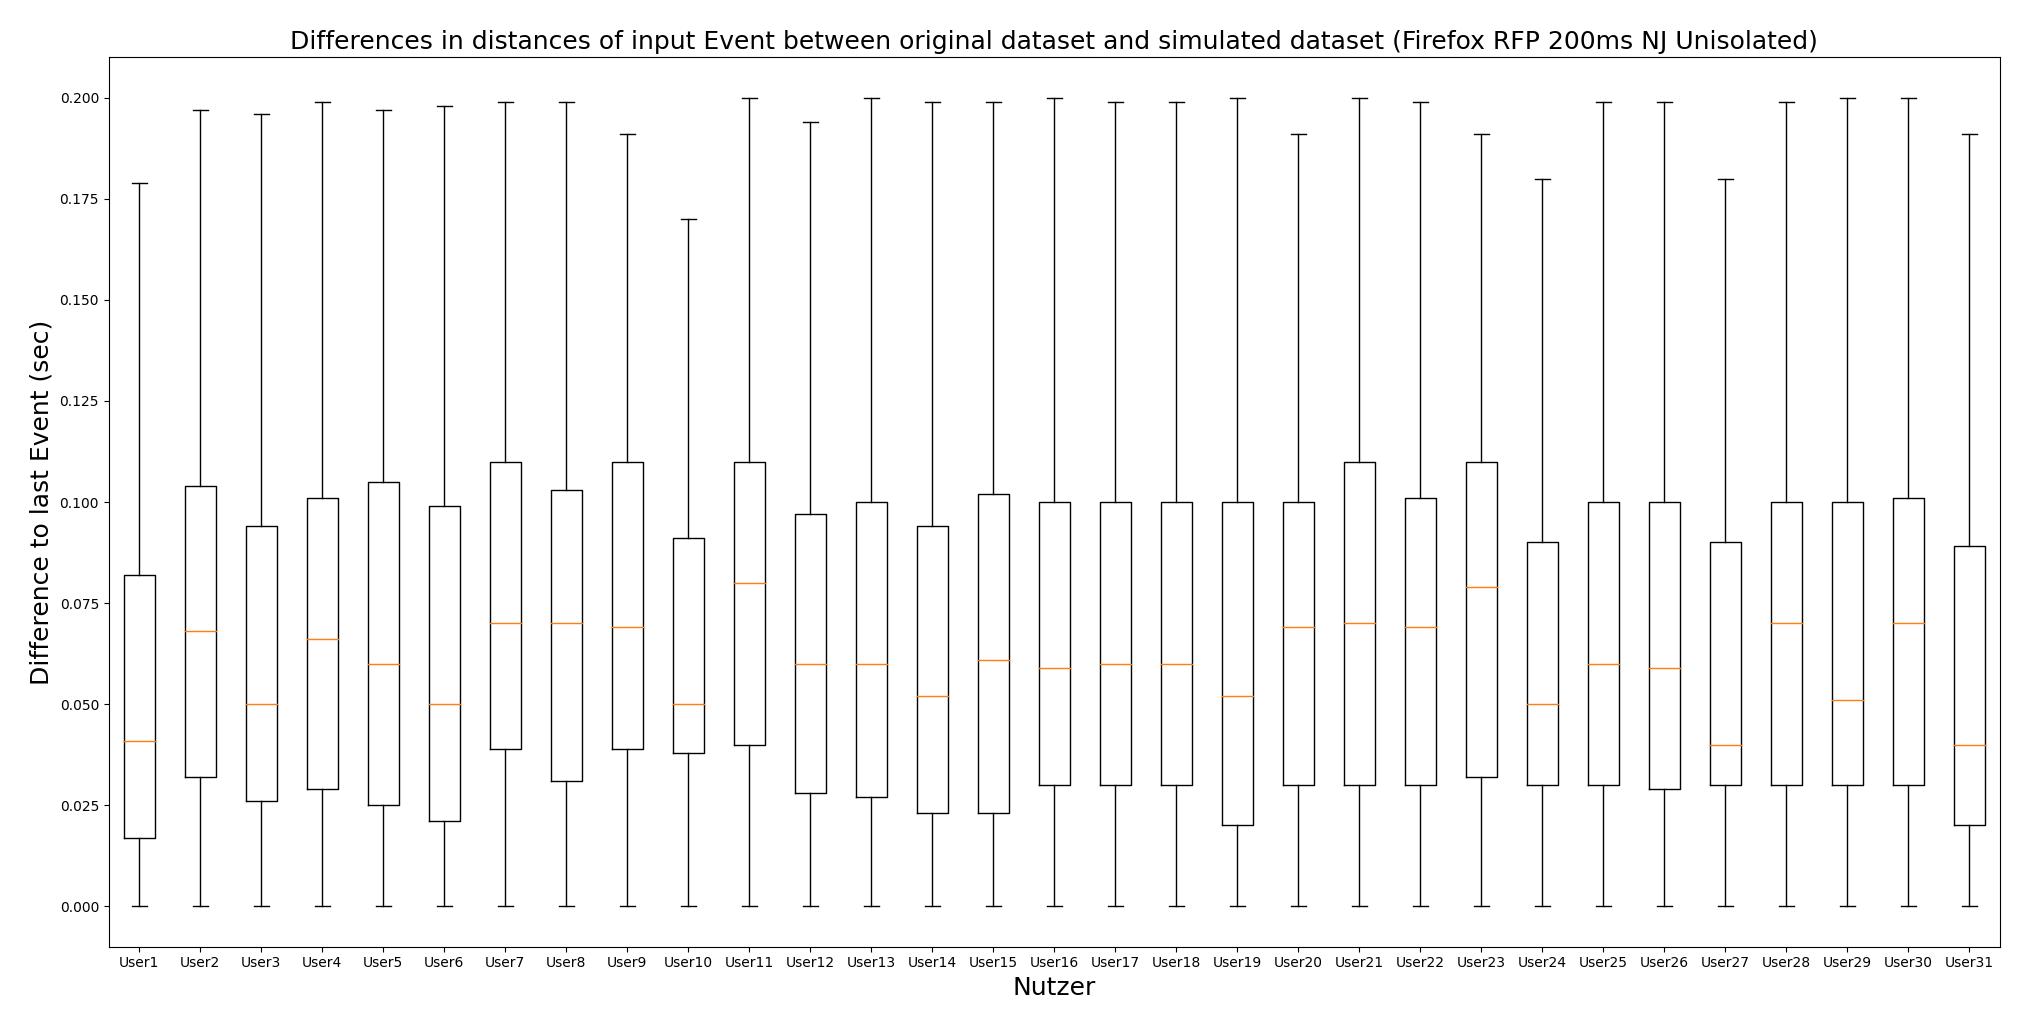 Differences in distances of input Event between original dataset and simulated dataset (Firefox RFP 200ms NJ Unisolated)
Difference to last Event (sec)
0.200
0.175
0.150
0.125
0.100
0.075
0.050
0.025
0.000
User1 User2 User3 User4 User5 User6 User7 User8 User9 User10 User11 User12 User13 User14 User15 User16 User17 User18 User19 User20 User21 User22 User23 User24 User25 User26 User27 User28 User29 User30 User31
Nutzer